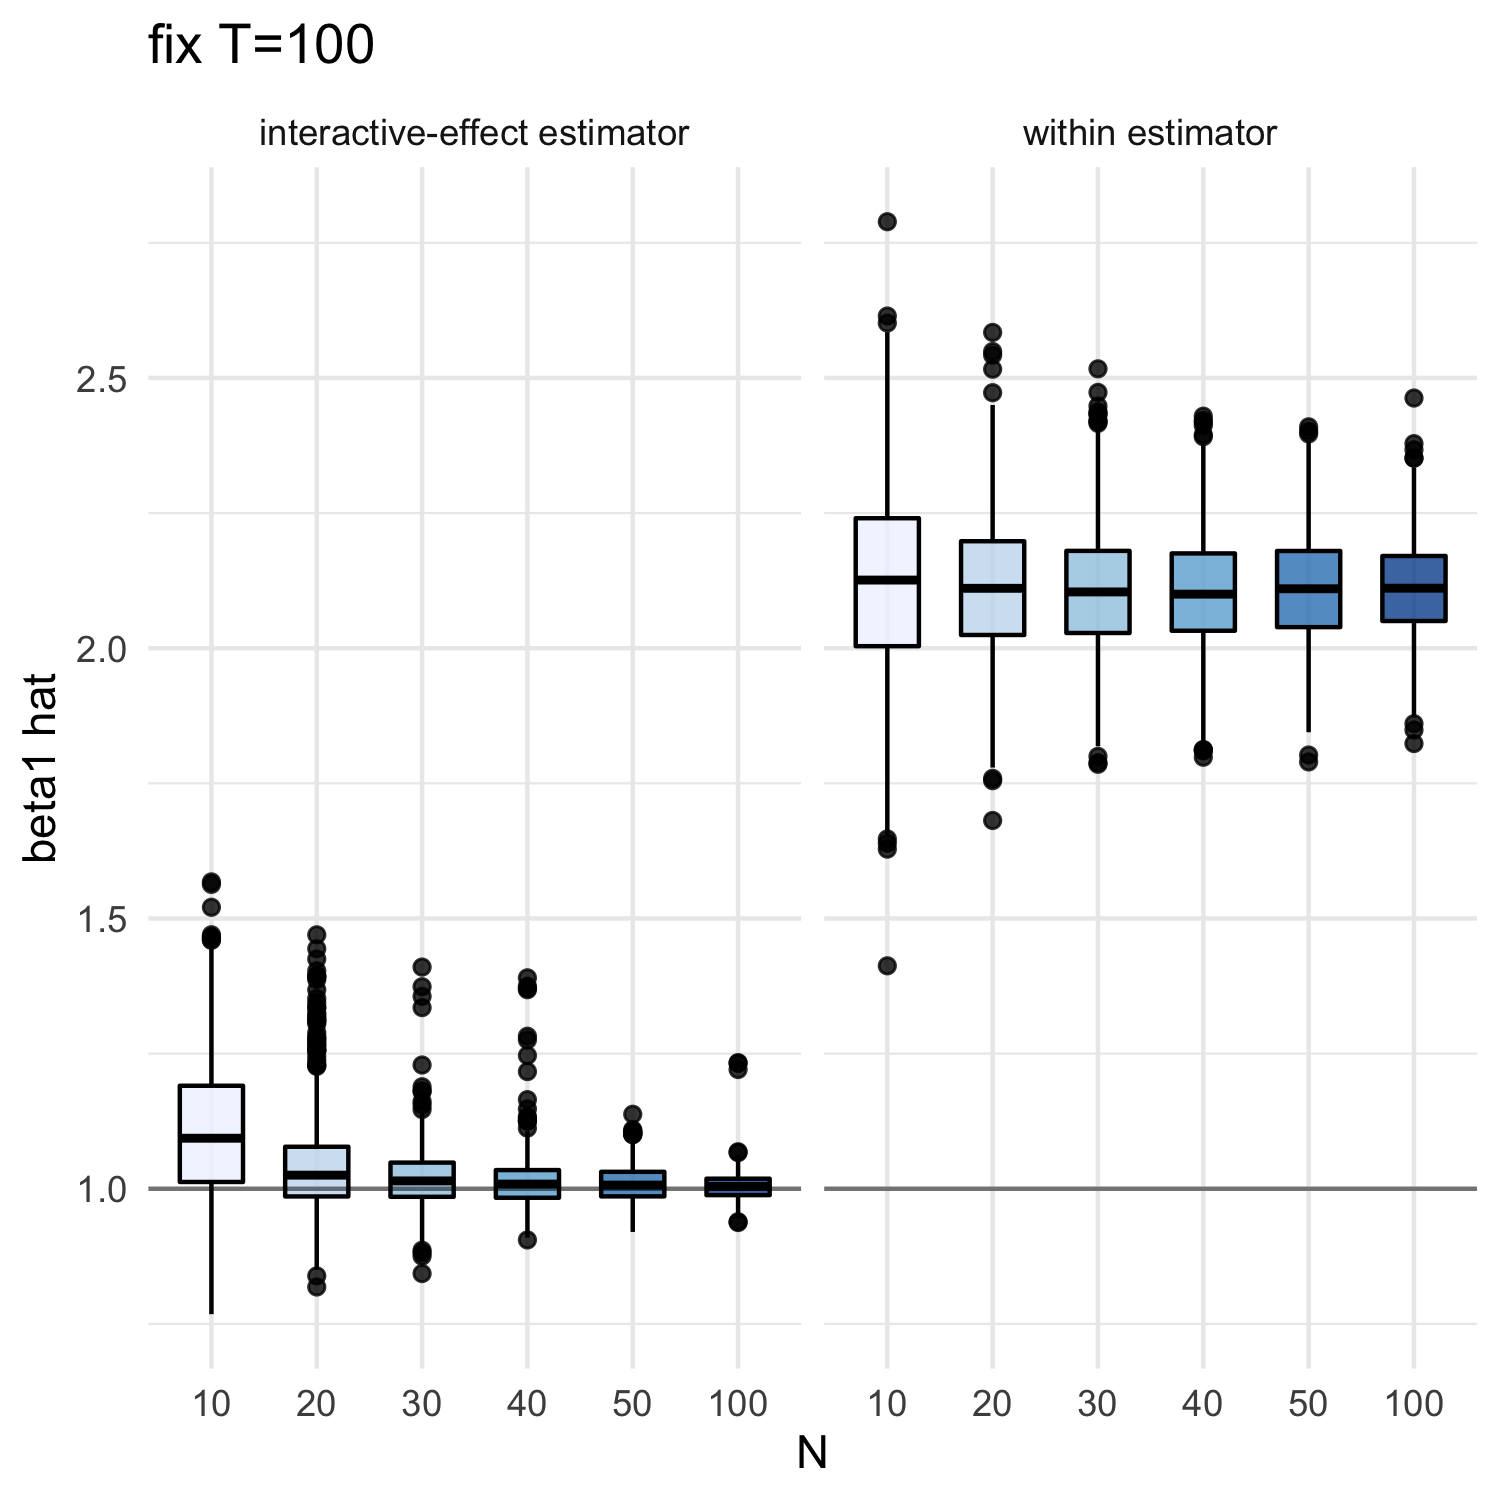 fix T=100
interactive-effect estimator
within estimator
beta1 hat
2.5
2.0
1.5
1.0
10 20 30 40 50 100
10 20 30 40 50 100
N